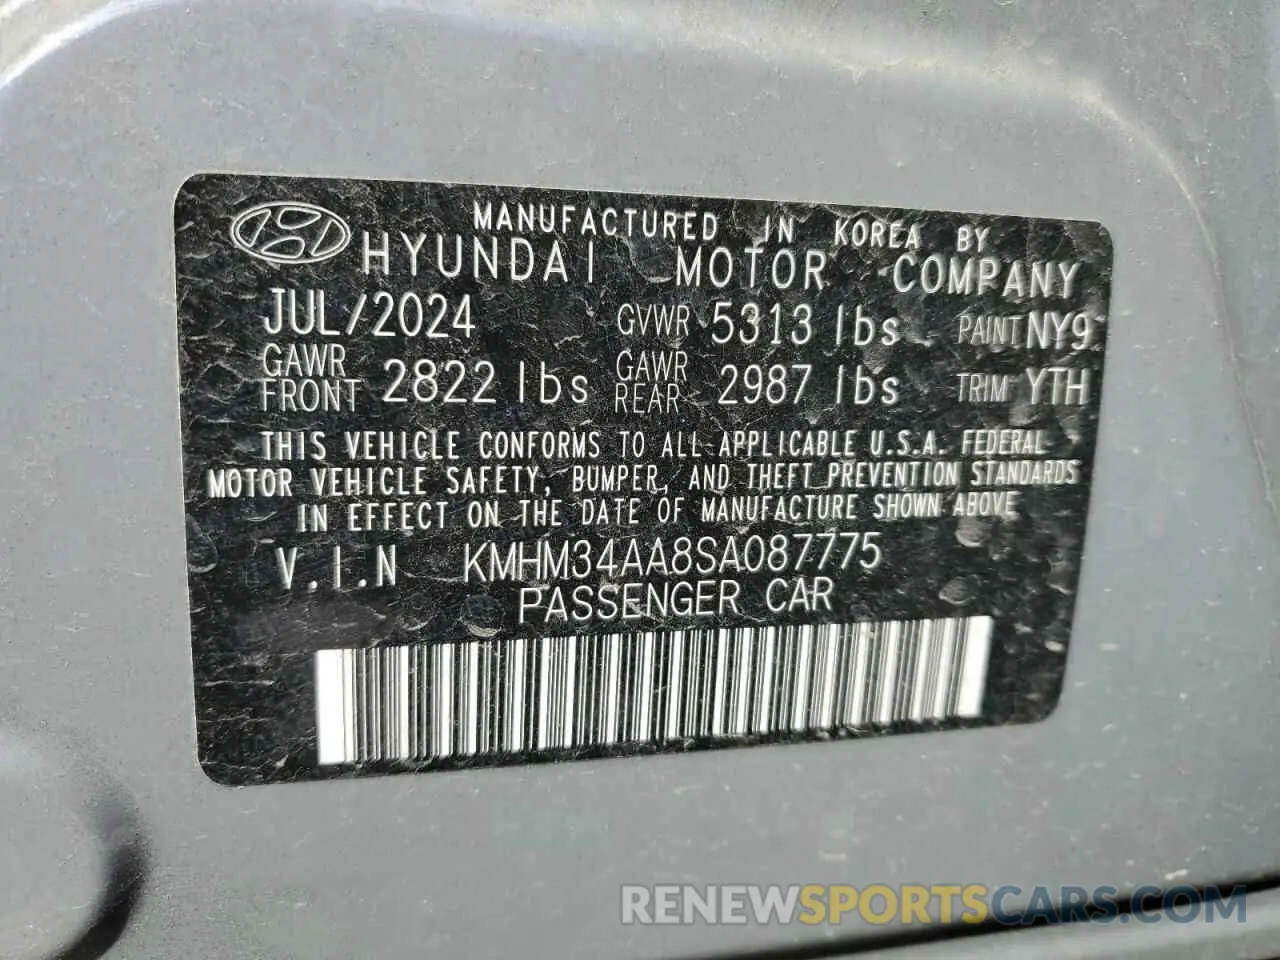 MANUFACTURED IN KOREA BY
HYUNDAI MOTOR COMPANY
JUL/2024 GVWR 5313 lbs PAINT NY9
GAWR FRONT 2822 lbs GAWR REAR 2987 lbs TRIM YTH
THIS VEHICLE CONFORMS TO ALL APPLICABLE U.S.A. FEDERAL
MOTOR VEHICLE SAFETY, BUMPER, AND THEFT PREVENTION STANDARDS
IN EFFECT ON THE DATE OF MANUFACTURE SHOWN ABOVE
V.I.N KMHM34AA8SA087775
PASSENGER CAR
RENEWSPORTSCARS.COM